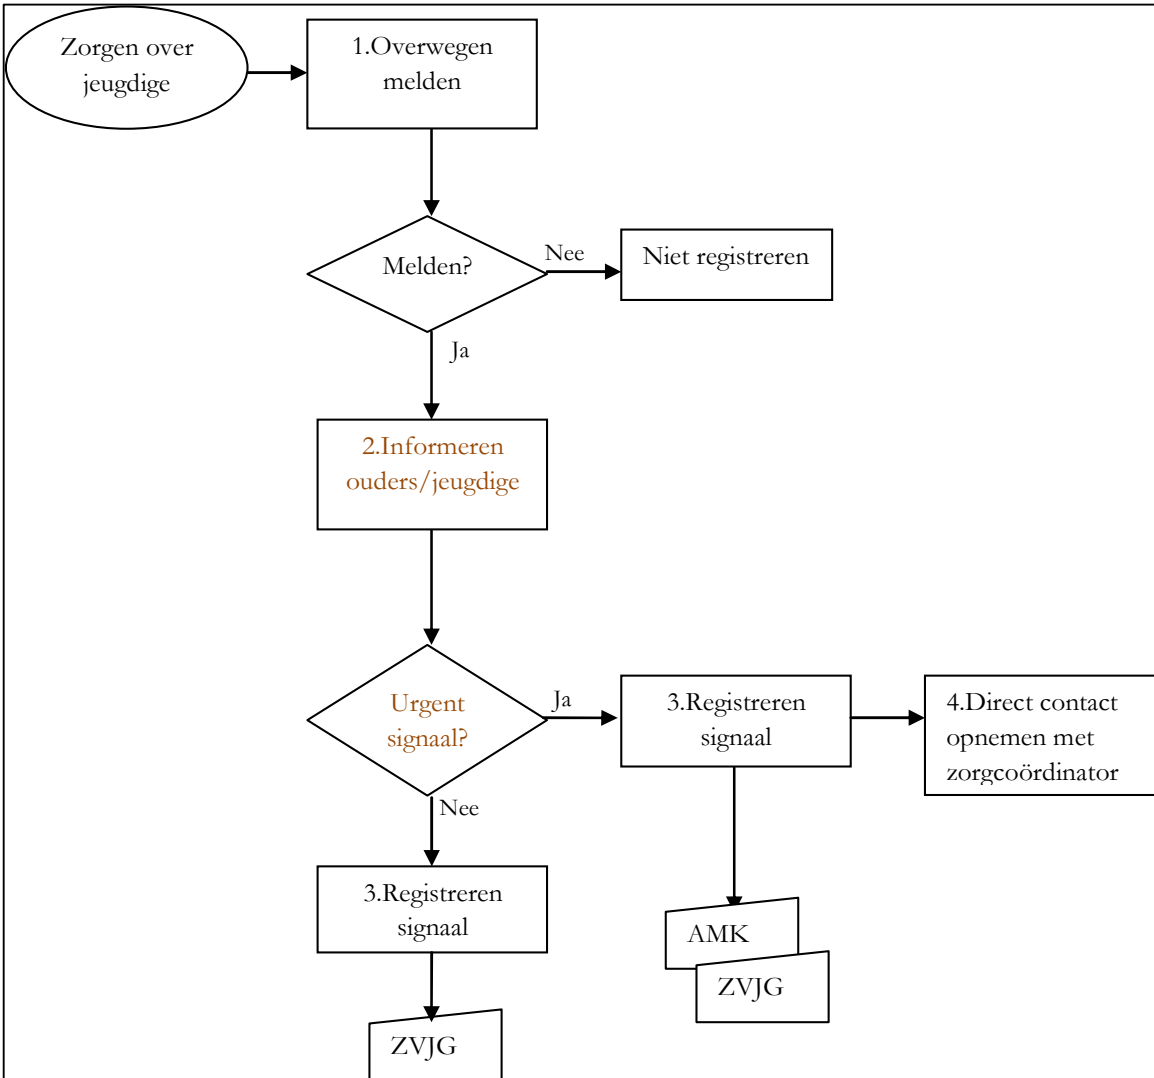 Zorgen over
jeugdige
1.Overwegen
melden
Melden?
Nee
Niet registreren
Ja
2.Informeren
ouders/jeugdige
Urgent
signaal?
Ja
3.Registreren
signaal
4.Direct contact
opnemen met
zorgcoördinator
Nee
3.Registreren
signaal
AMK
ZVJG
ZVJG